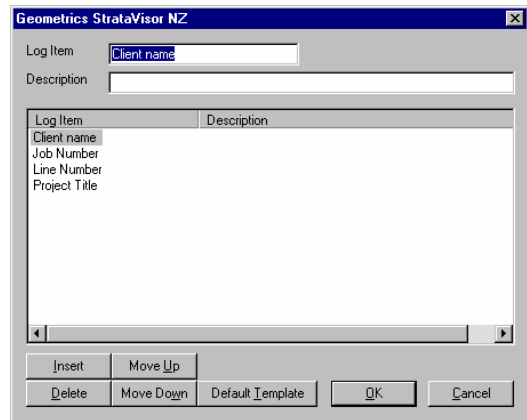 Geometrics StrataVisor NZ
Log Item Client name
Description
Log Item Description
Client name
Job Number
Line Number
Project Title
Insert Move Up
Delete Move Down Default Template OK Cancel